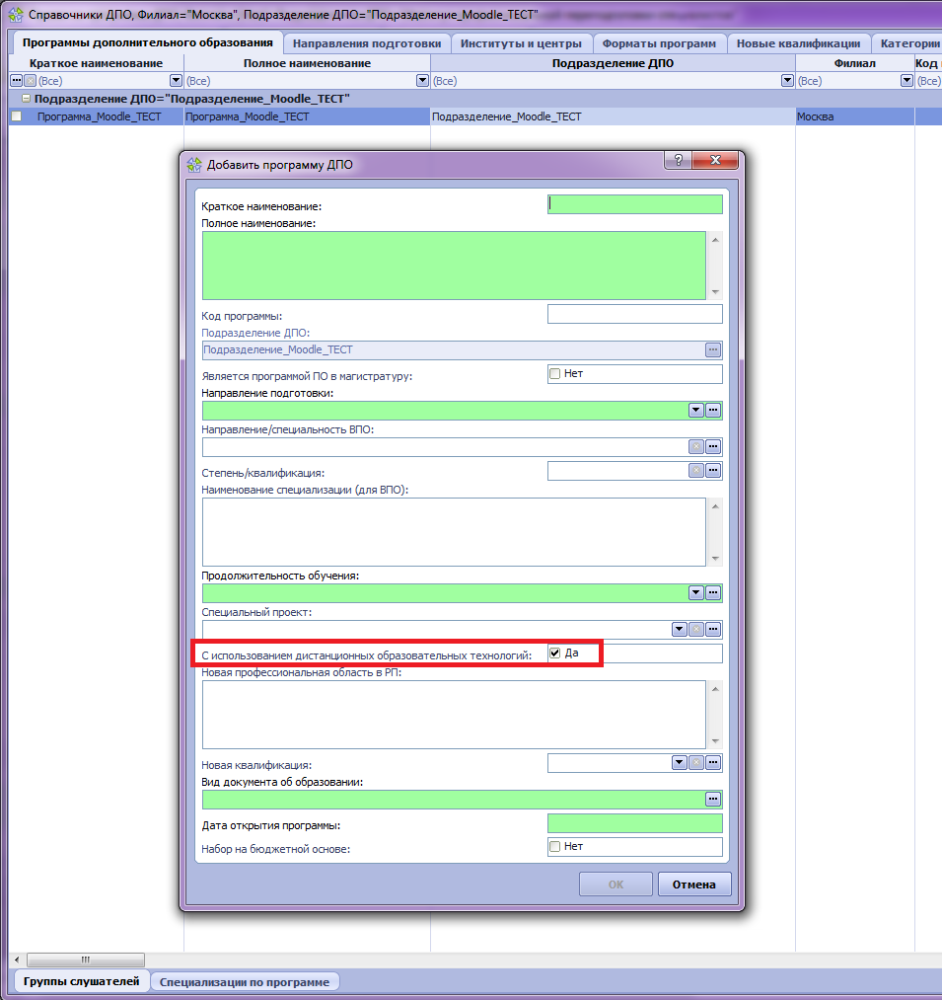 Справочники ДПО, Филиал="Москва", Подразделение ДПО="Подразделение_Moodle_ТЕСТ"
Программы дополнительного образования
Направления подготовки
Институты и центры
Форматы программ
Новые квалификации
Категории
Краткое наименование
Полное наименование
Подразделение ДПО
Филиал
Код
(Все)
(Все)
(Все)
(Все)
(Все)
Подразделение ДПО="Подразделение_Moodle_ТЕСТ"
Программа_Moodle_ТЕСТ
Программа_Moodle_ТЕСТ
Подразделение_Moodle_ТЕСТ
Москва
Добавить программу ДПО
?
Краткое наименование:
Полное наименование:
Код программы:
Подразделение ДПО:
Подразделение_Moodle_ТЕСТ
Является программой ПО в магистратуру:
Нет
Направление подготовки:
Направление/специальность ВПО:
Степень/квалификация:
Наименование специализации (для ВПО):
Продолжительность обучения:
Специальный проект:
С использованием дистанционных образовательных технологий:
Да
Новая профессиональная область в РП:
Новая квалификация:
Вид документа об образовании:
Дата открытия программы:
Набор на бюджетной основе:
Нет
ОК
Отмена
Группы слушателей
Специализации по программе